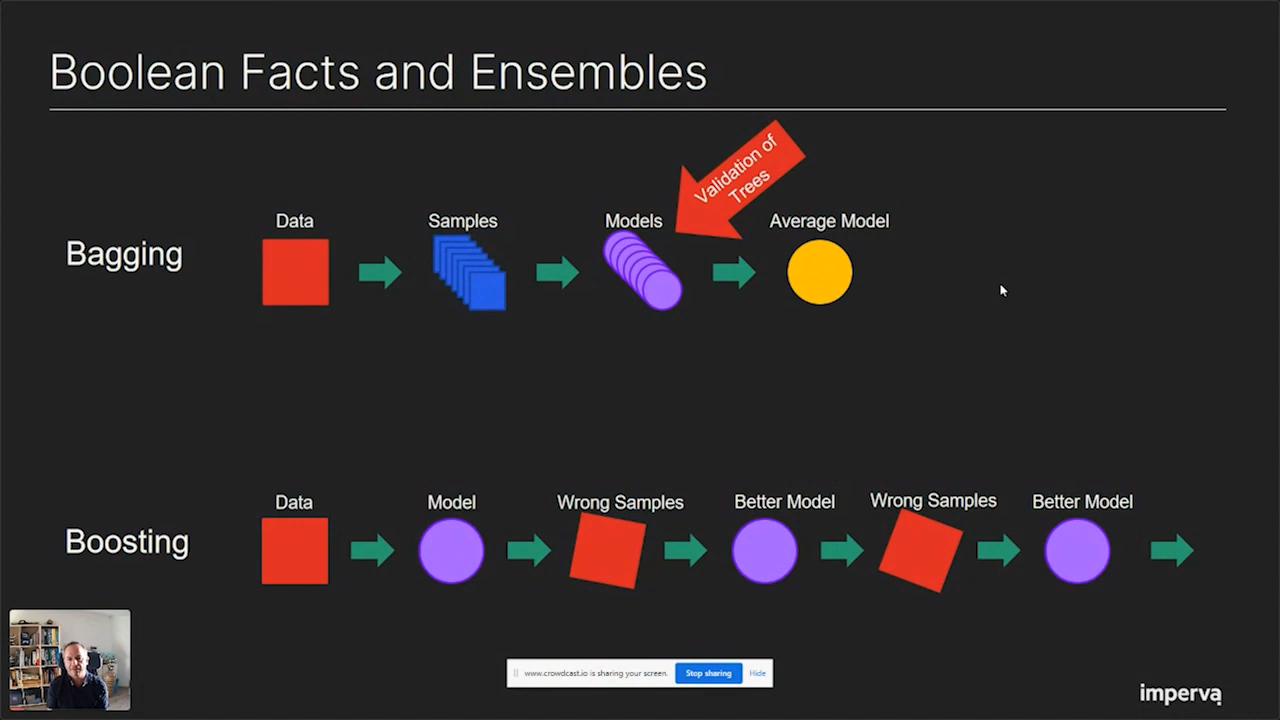 Boolean Facts and Ensembles
Validation of
Trees
Data
Samples
Models
Average Model
Bagging
Data
Model
Wrong Samples
Better Model
Wrong Samples
Better Model
Boosting
www.crowdcast.io is sharing your screen.
Stop sharing
Hide
imperva